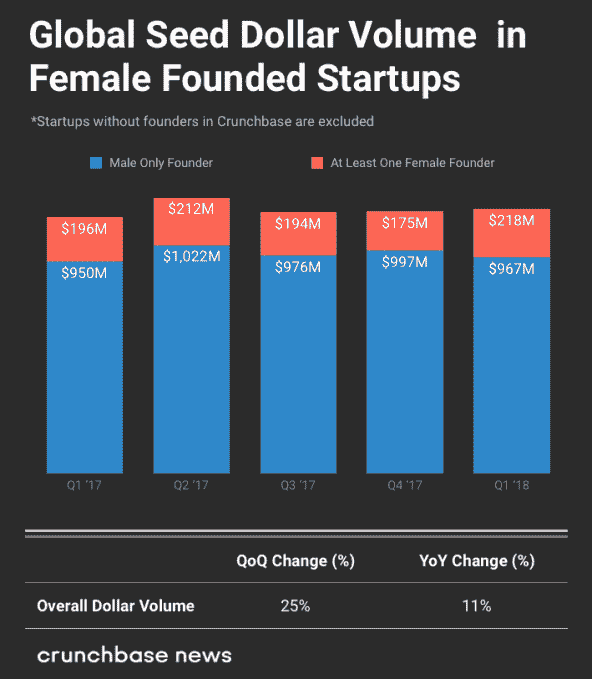 Global Seed Dollar Volume in
Female Founded Startups
*Startups without founders in Crunchbase are excluded
Male Only Founder
At Least One Female Founder
$196M
$212M
$194M
$175M
$218M
$950M
$1,022M
$976M
$997M
$967M
Q1 '17
Q2 '17
Q3 '17
Q4 '17
Q1 '18
QoQ Change (%)
YoY Change (%)
Overall Dollar Volume
25%
11%
crunchbase news